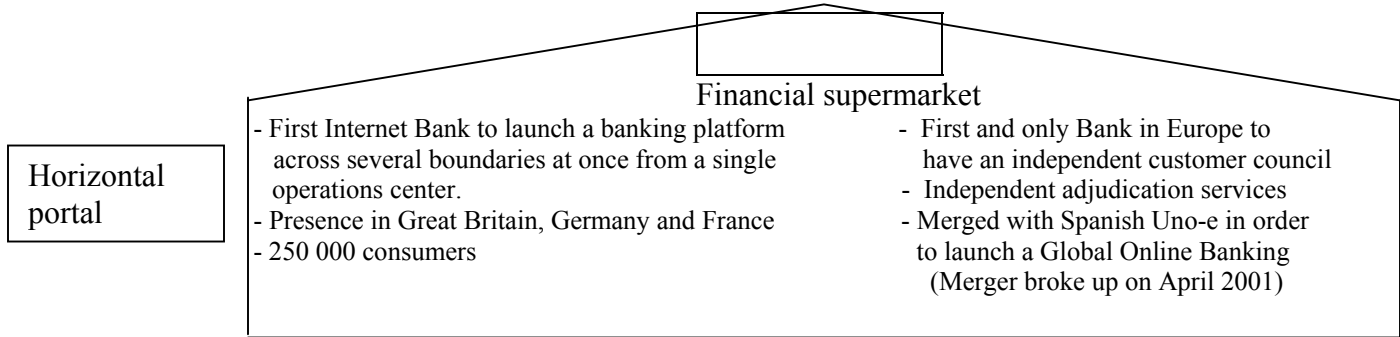 Financial supermarket
Horizontal
portal
- First Internet Bank to launch a banking platform
across several boundaries at once from a single
operations center.
- Presence in Great Britain, Germany and France
- 250 000 consumers
- First and only Bank in Europe to
have an independent customer council
- Independent adjudication services
- Merged with Spanish Uno-e in order
to launch a Global Online Banking
(Merger broke up on April 2001)